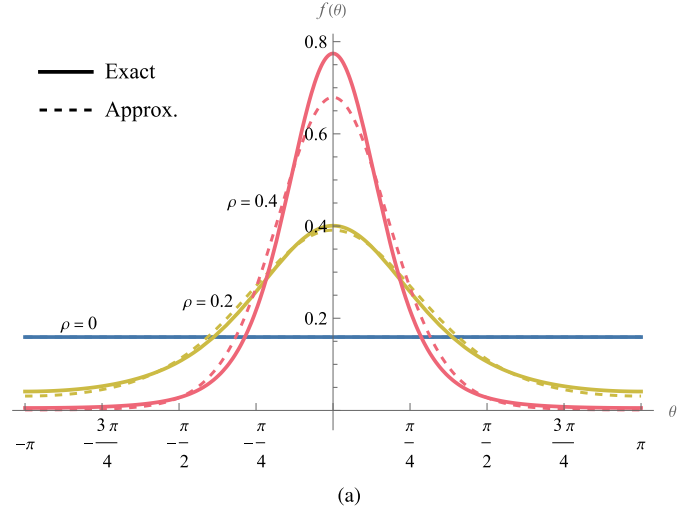 f(θ)
Exact
Approx.
0.8
0.6
ρ = 0.4
0.4
ρ = 0.2
ρ = 0
0.2
θ
−π
−3π/4
−π/2
−π/4
π/4
π/2
3π/4
π
(a)